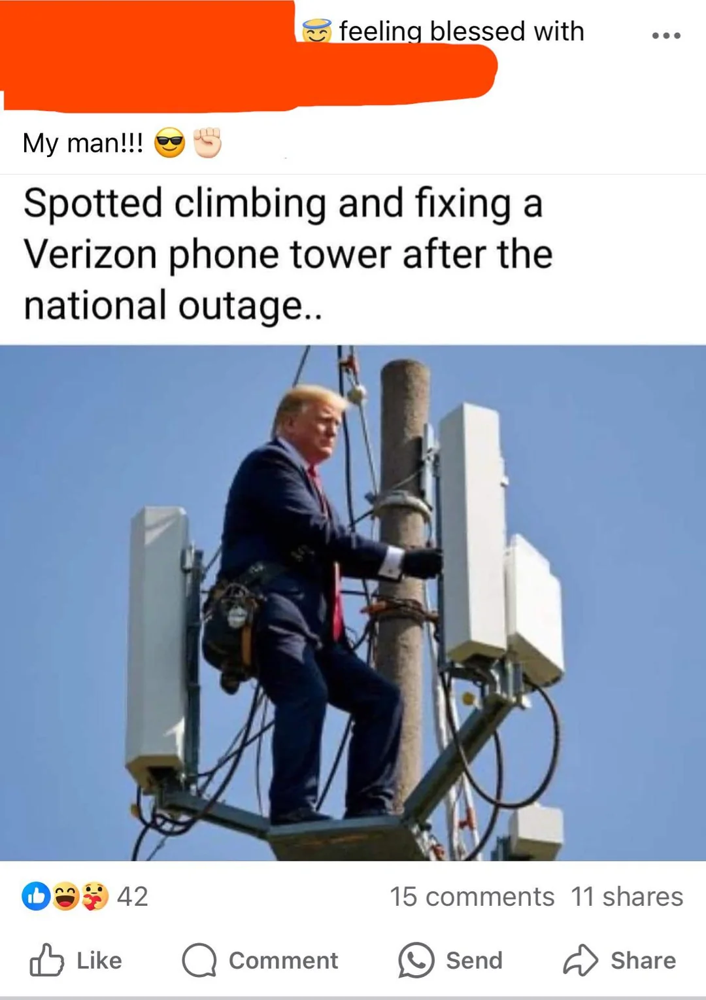 😇 feeling blessed with
My man!!! 😎✊🏻
Spotted climbing and fixing a
Verizon phone tower after the
national outage..
42
15 comments 11 shares
Like Comment Send Share